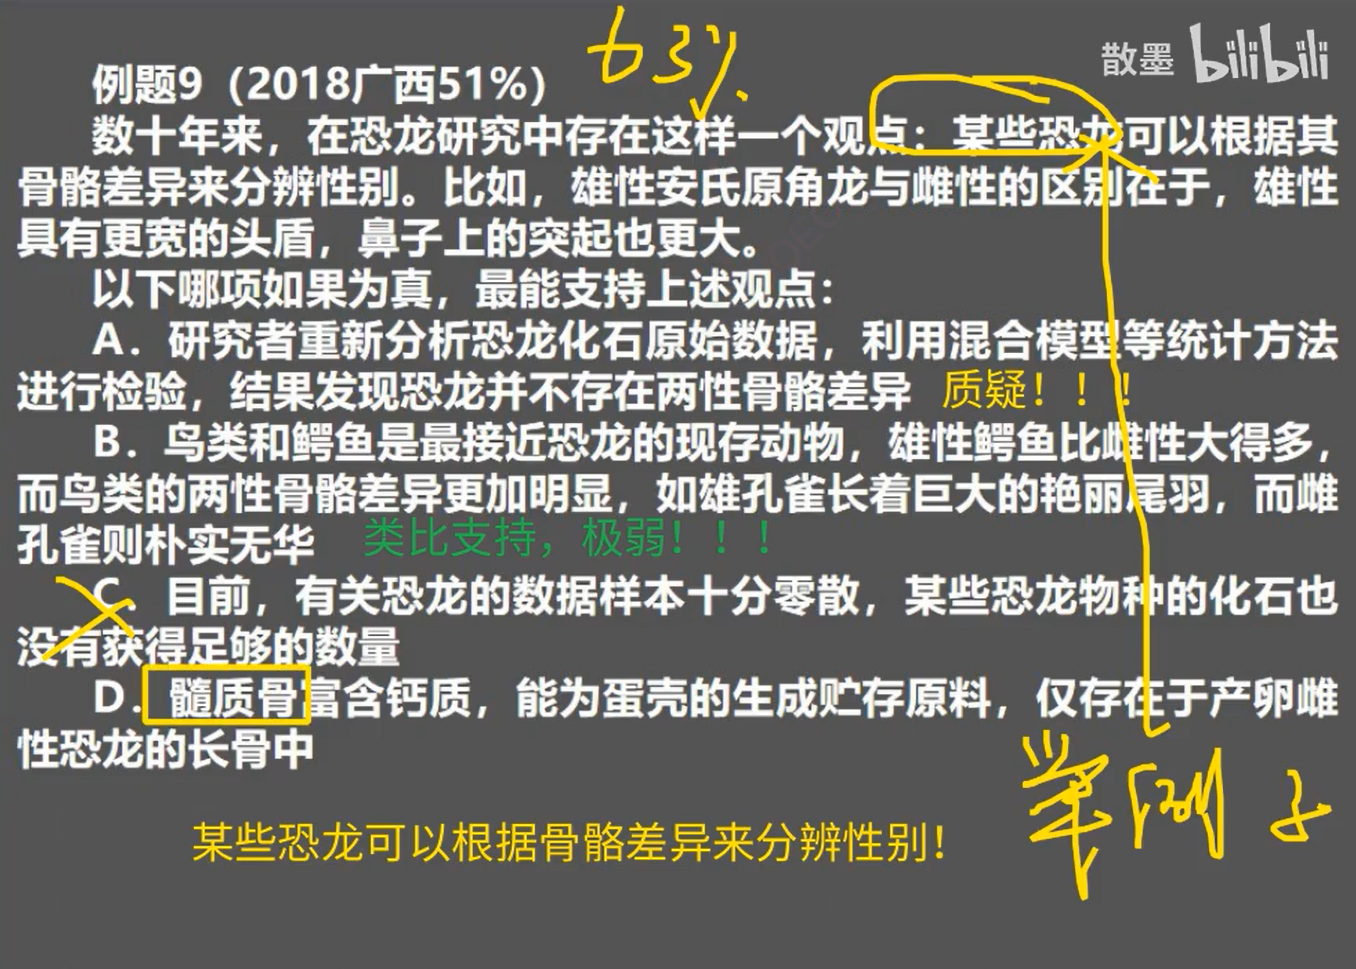 63%
散墨 bilibili
例题9（2018广西51%）
数十年来，在恐龙研究中存在这样一个观点：某些恐龙可以根据其
骨骼差异来分辨性别。比如，雄性安氏原角龙与雌性的区别在于，雄性
具有更宽的头盾，鼻子上的突起也更大。
以下哪项如果为真，最能支持上述观点：
A．研究者重新分析恐龙化石原始数据，利用混合模型等统计方法
进行检验，结果发现恐龙并不存在两性骨骼差异 质疑！！！
B．鸟类和鳄鱼是最接近恐龙的现存动物，雄性鳄鱼比雌性大得多，
而鸟类的两性骨骼差异更加明显，如雄孔雀长着巨大的艳丽尾羽，而雌
孔雀则朴实无华 类比支持，极弱！！！
C．目前，有关恐龙的数据样本十分零散，某些恐龙物种的化石也
没有获得足够的数量
D．髓质骨富含钙质，能为蛋壳的生成贮存原料，仅存在于产卵雌
性恐龙的长骨中
举例子
某些恐龙可以根据骨骼差异来分辨性别！